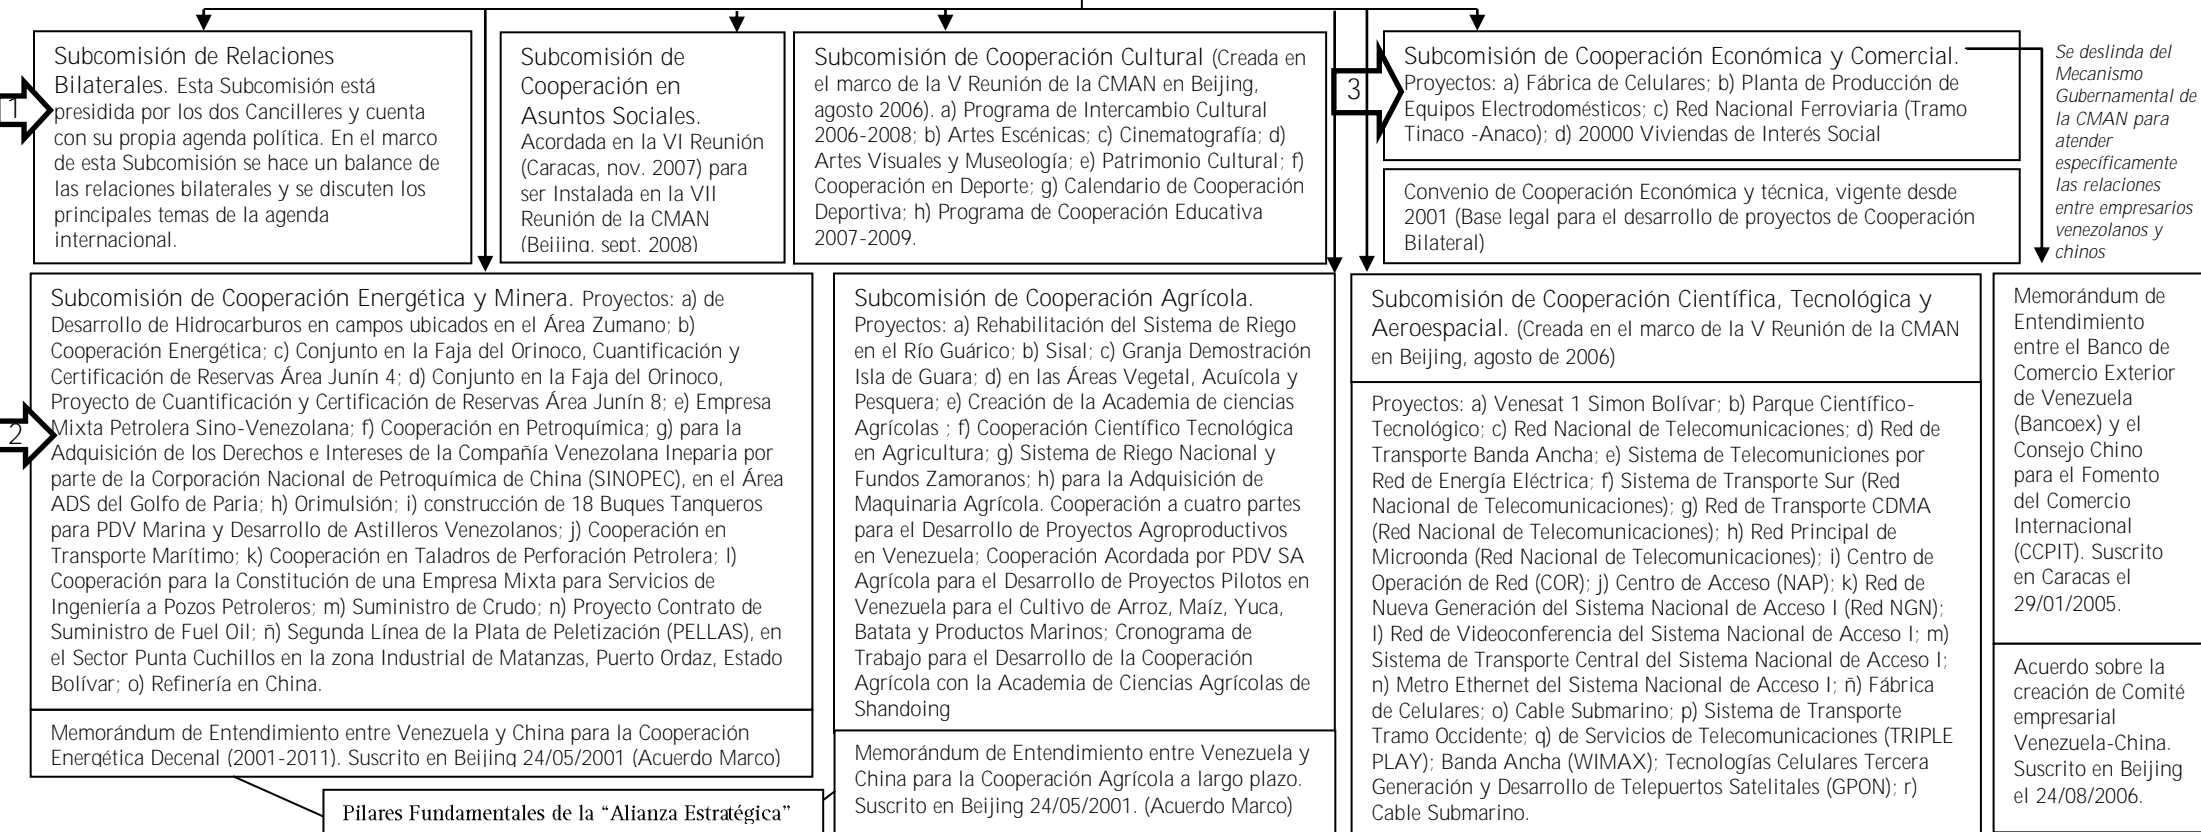 1
Subcomisión de Relaciones
Bilaterales. Esta Subcomisión está
presidida por los dos Cancilleres y cuenta
con su propia agenda política. En el marco
de esta Subcomisión se hace un balance de
las relaciones bilaterales y se discuten los
principales temas de la agenda
internacional.
Subcomisión de
Cooperación en
Asuntos Sociales.
Acordada en la VI Reunión
(Caracas, nov. 2007) para
ser Instalada en la VII
Reunión de la CMAN
(Beijing. sept. 2008)
Subcomisión de Cooperación Cultural (Creada en
el marco de la V Reunión de la CMAN en Beijing,
agosto 2006). a) Programa de Intercambio Cultural
2006-2008; b) Artes Escénicas; c) Cinematografía; d)
Artes Visuales y Museología; e) Patrimonio Cultural; f)
Cooperación en Deporte; g) Calendario de Cooperación
Deportiva; h) Programa de Cooperación Educativa
2007-2009.
3
Subcomisión de Cooperación Económica y Comercial.
Proyectos: a) Fábrica de Celulares; b) Planta de Producción de
Equipos Electrodomésticos; c) Red Nacional Ferroviaria (Tramo
Tinaco -Anaco); d) 20000 Viviendas de Interés Social
Convenio de Cooperación Económica y técnica, vigente desde
2001 (Base legal para el desarrollo de proyectos de Cooperación
Bilateral)
Se deslinda del
Mecanismo
Gubernamental de
la CMAN para
atender
específicamente
las relaciones
entre empresarios
venezolanos y
chinos
2
Subcomisión de Cooperación Energética y Minera. Proyectos: a) de
Desarrollo de Hidrocarburos en campos ubicados en el Área Zumano; b)
Cooperación Energética; c) Conjunto en la Faja del Orinoco, Cuantificación y
Certificación de Reservas Área Junín 4; d) Conjunto en la Faja del Orinoco,
Proyecto de Cuantificación y Certificación de Reservas Área Junín 8; e) Empresa
Mixta Petrolera Sino-Venezolana; f) Cooperación en Petroquímica; g) para la
Adquisición de los Derechos e Intereses de la Compañía Venezolana Ineparia por
parte de la Corporación Nacional de Petroquímica de China (SINOPEC), en el Área
ADS del Golfo de Paria; h) Orimulsión; i) construcción de 18 Buques Tanqueros
para PDV Marina y Desarrollo de Astilleros Venezolanos; j) Cooperación en
Transporte Marítimo; k) Cooperación en Taladros de Perforación Petrolera; l)
Cooperación para la Constitución de una Empresa Mixta para Servicios de
Ingeniería a Pozos Petroleros; m) Suministro de Crudo; n) Proyecto Contrato de
Suministro de Fuel Oil; ñ) Segunda Línea de la Plata de Peletización (PELLAS), en
el Sector Punta Cuchillos en la zona Industrial de Matanzas, Puerto Ordaz, Estado
Bolívar; o) Refinería en China.
Memorándum de Entendimiento entre Venezuela y China para la Cooperación
Energética Decenal (2001-2011). Suscrito en Beijing 24/05/2001 (Acuerdo Marco)
Pilares Fundamentales de la “Alianza Estratégica”
Subcomisión de Cooperación Agrícola.
Proyectos: a) Rehabilitación del Sistema de Riego
en el Río Guárico; b) Sisal; c) Granja Demostración
Isla de Guara; d) en las Áreas Vegetal, Acuícola y
Pesquera; e) Creación de la Academia de ciencias
Agrícolas ; f) Cooperación Científico Tecnológica
en Agricultura; g) Sistema de Riego Nacional y
Fundos Zamoranos; h) para la Adquisición de
Maquinaria Agrícola. Cooperación a cuatro partes
para el Desarrollo de Proyectos Agroproductivos
en Venezuela; Cooperación Acordada por PDV SA
Agrícola para el Desarrollo de Proyectos Pilotos en
Venezuela para el Cultivo de Arroz, Maíz, Yuca,
Batata y Productos Marinos; Cronograma de
Trabajo para el Desarrollo de la Cooperación
Agrícola con la Academia de Ciencias Agrícolas de
Shandoing
Memorándum de Entendimiento entre Venezuela y
China para la Cooperación Agrícola a largo plazo.
Suscrito en Beijing 24/05/2001. (Acuerdo Marco)
Subcomisión de Cooperación Científica, Tecnológica y
Aeroespacial. (Creada en el marco de la V Reunión de la CMAN
en Beijing, agosto de 2006)
Proyectos: a) Venesat 1 Simon Bolívar; b) Parque Científico-
Tecnológico; c) Red Nacional de Telecomunicaciones; d) Red de
Transporte Banda Ancha; e) Sistema de Telecomuniciones por
Red de Energía Eléctrica; f) Sistema de Transporte Sur (Red
Nacional de Telecomunicaciones); g) Red de Transporte CDMA
(Red Nacional de Telecomunicaciones); h) Red Principal de
Microonda (Red Nacional de Telecomunicaciones); i) Centro de
Operación de Red (COR); j) Centro de Acceso (NAP); k) Red de
Nueva Generación del Sistema Nacional de Acceso I (Red NGN);
l) Red de Videoconferencia del Sistema Nacional de Acceso I; m)
Sistema de Transporte Central del Sistema Nacional de Acceso I;
n) Metro Ethernet del Sistema Nacional de Acceso I; ñ) Fábrica
de Celulares; o) Cable Submarino; p) Sistema de Transporte
Tramo Occidente; q) de Servicios de Telecomunicaciones (TRIPLE
PLAY); Banda Ancha (WIMAX); Tecnologías Celulares Tercera
Generación y Desarrollo de Telepuertos Satelitales (GPON); r)
Cable Submarino.
Memorándum de
Entendimiento
entre el Banco de
Comercio Exterior
de Venezuela
(Bancoex) y el
Consejo Chino
para el Fomento
del Comercio
Internacional
(CCPIT). Suscrito
en Caracas el
29/01/2005.
Acuerdo sobre la
creación de Comité
empresarial
Venezuela-China.
Suscrito en Beijing
el 24/08/2006.